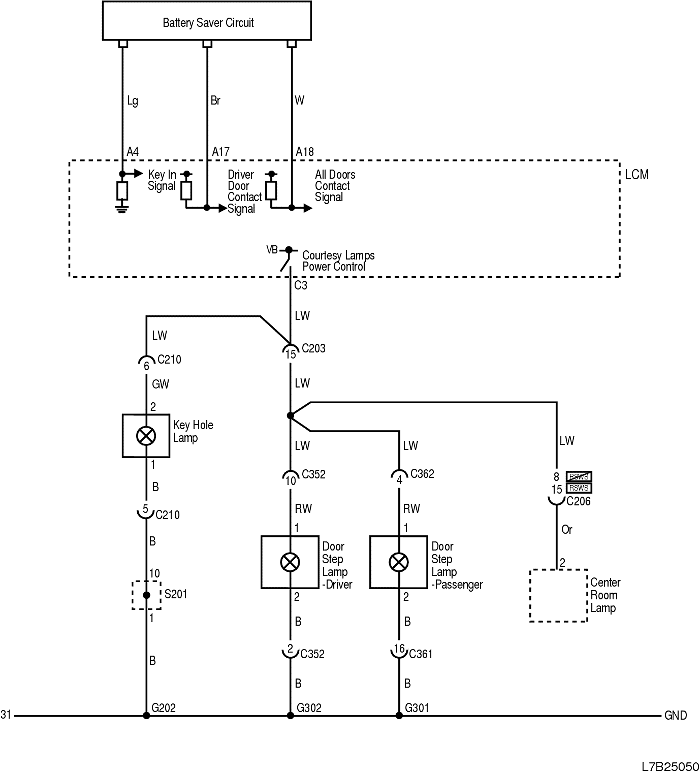 Battery Saver Circuit
Lg
Br
W
A4
A17
A18
Key In
Signal
Driver
Door
Contact
Signal
All Doors
Contact
Signal
LCM
VB
Courtesy Lamps
Power Control
C3
LW
LW
15
C203
6
C210
GW
LW
2
Key Hole
Lamp
1
B
5
C210
B
10
S201
1
B
LW
10
C352
RW
1
Door
Step
Lamp
-Driver
2
B
2
C352
B
LW
4
C362
RW
1
Door
Step
Lamp
-Passenger
2
B
16
C361
B
LW
8
RSWS
15
RSWS
C206
Or
2
Center
Room
Lamp
31
G202
G302
G301
GND
L7B25050